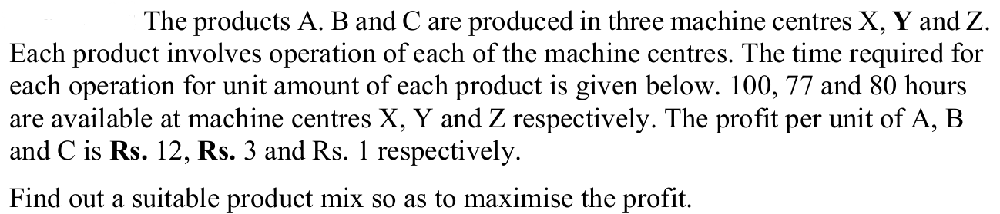 The products A. B and C are produced in three machine centres X, Y and Z.
Each product involves operation of each of the machine centres. The time required for
each operation for unit amount of each product is given below. 100, 77 and 80 hours
are available at machine centres X, Y and Z respectively. The profit per unit of A, B
and C is Rs. 12, Rs. 3 and Rs. 1 respectively.
Find out a suitable product mix so as to maximise the profit.